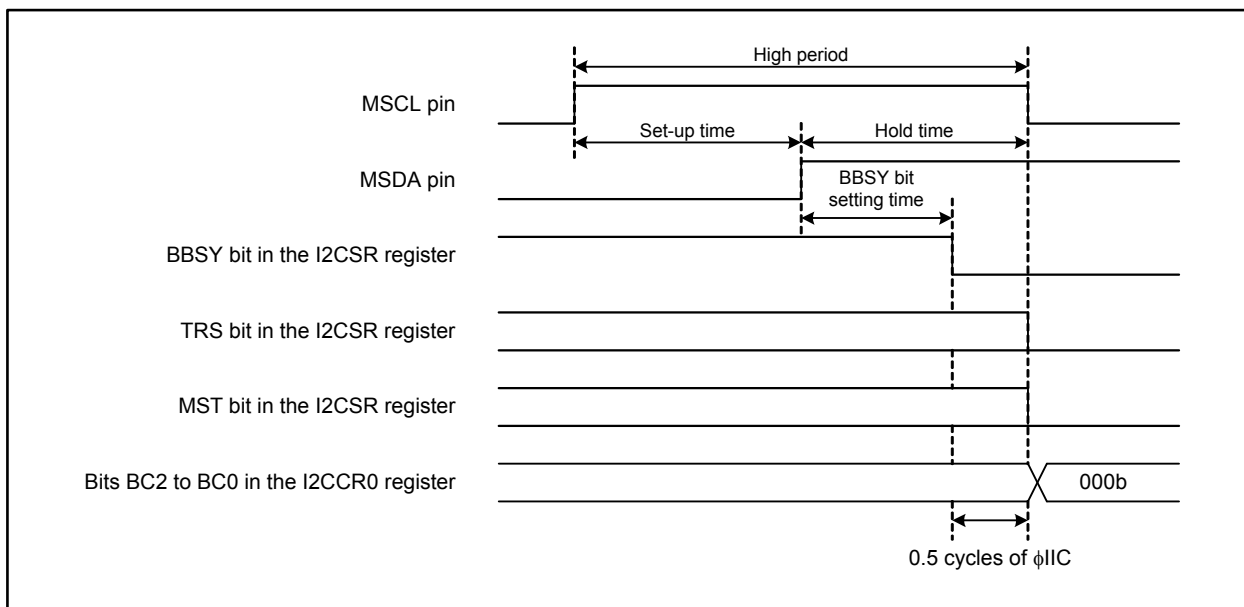 High period
MSCL pin
Set-up time
Hold time
MSDA pin
BBSY bit
setting time
BBSY bit in the I2CSR register
TRS bit in the I2CSR register
MST bit in the I2CSR register
Bits BC2 to BC0 in the I2CCR0 register
000b
0.5 cycles of ϕIIC